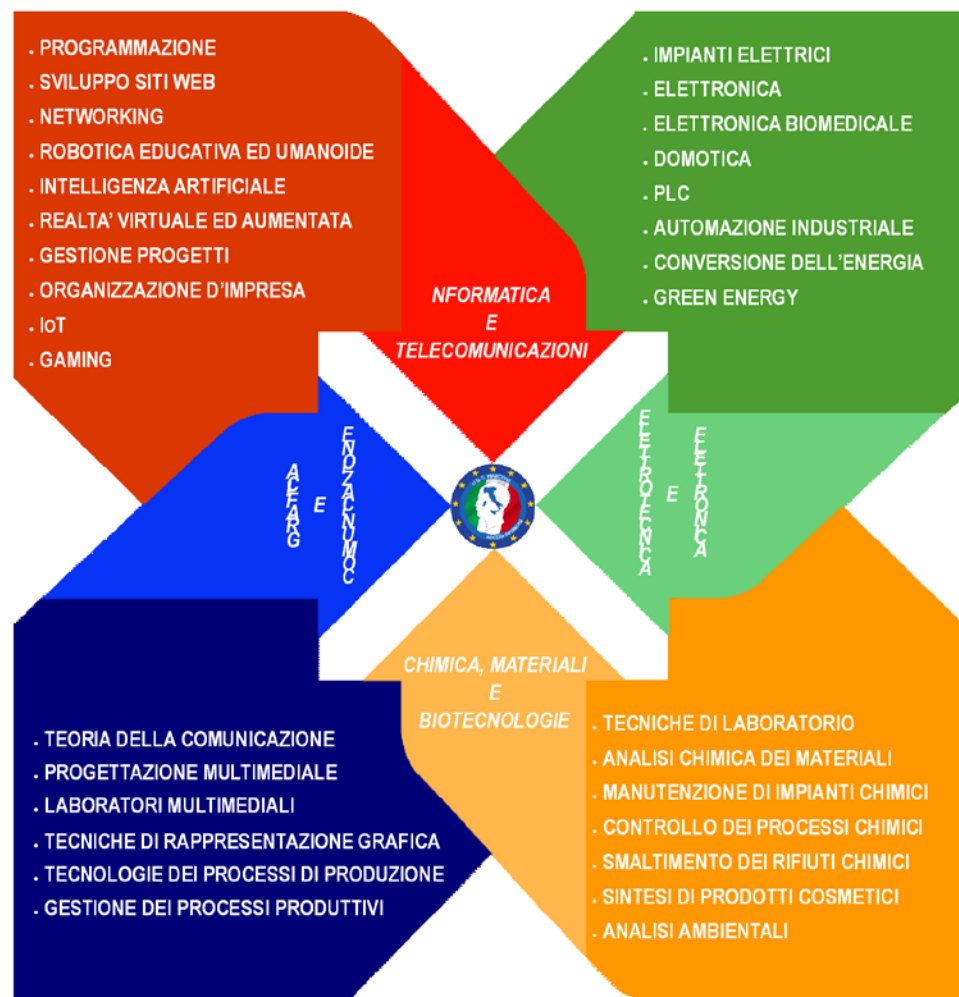 . PROGRAMMAZIONE
. SVILUPPO SITI WEB
. NETWORKING
. ROBOTICA EDUCATIVA ED UMANOIDE
. INTELLIGENZA ARTIFICIALE
. REALTA' VIRTUALE ED AUMENTATA
. GESTIONE PROGETTI
. ORGANIZZAZIONE D'IMPRESA
. IoT
. GAMING
NFORMATICA
E
TELECOMUNICAZIONI
. IMPIANTI ELETTRICI
. ELETTRONICA
. ELETTRONICA BIOMEDICALE
. DOMOTICA
. PLC
. AUTOMAZIONE INDUSTRIALE
. CONVERSIONE DELL'ENERGIA
. GREEN ENERGY
ACFARG
E
ENOZACNUMOC
ELETTROTECNCA
E
ELETTRONCA
. TEORIA DELLA COMUNICAZIONE
. PROGETTAZIONE MULTIMEDIALE
. LABORATORI MULTIMEDIALI
. TECNICHE DI RAPPRESENTAZIONE GRAFICA
. TECNOLOGIE DEI PROCESSI DI PRODUZIONE
. GESTIONE DEI PROCESSI PRODUTTIVI
CHIMICA, MATERIALI
E
BIOTECNOLOGIE
. TECNICHE DI LABORATORIO
. ANALISI CHIMICA DEI MATERIALI
. MANUTENZIONE DI IMPIANTI CHIMICI
. CONTROLLO DEI PROCESSI CHIMICI
. SMALTIMENTO DEI RIFIUTI CHIMICI
. SINTESI DI PRODOTTI COSMETICI
. ANALISI AMBIENTALI